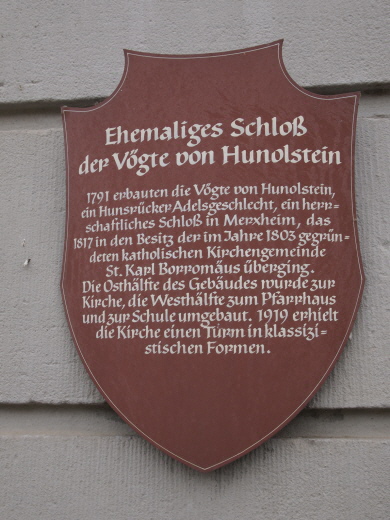 Ehemaliges Schloß
der Vögte von Hunolstein
1791 erbauten die Vögte von Hunolstein,
ein Hunsrücker Adelsgeschlecht, ein herr-
schaftliches Schloß in Merxheim, das
1817 in den Besitz der im Jahre 1803 gegrün-
deten katholischen Kirchengemeinde
St. Karl Borromäus überging.
Die Osthälfte des Gebäudes wurde zur
Kirche, die Westhälfte zum Pfarrhaus
und zur Schule umgebaut. 1919 erhielt
die Kirche einen Turm in klassizi-
stischen Formen.